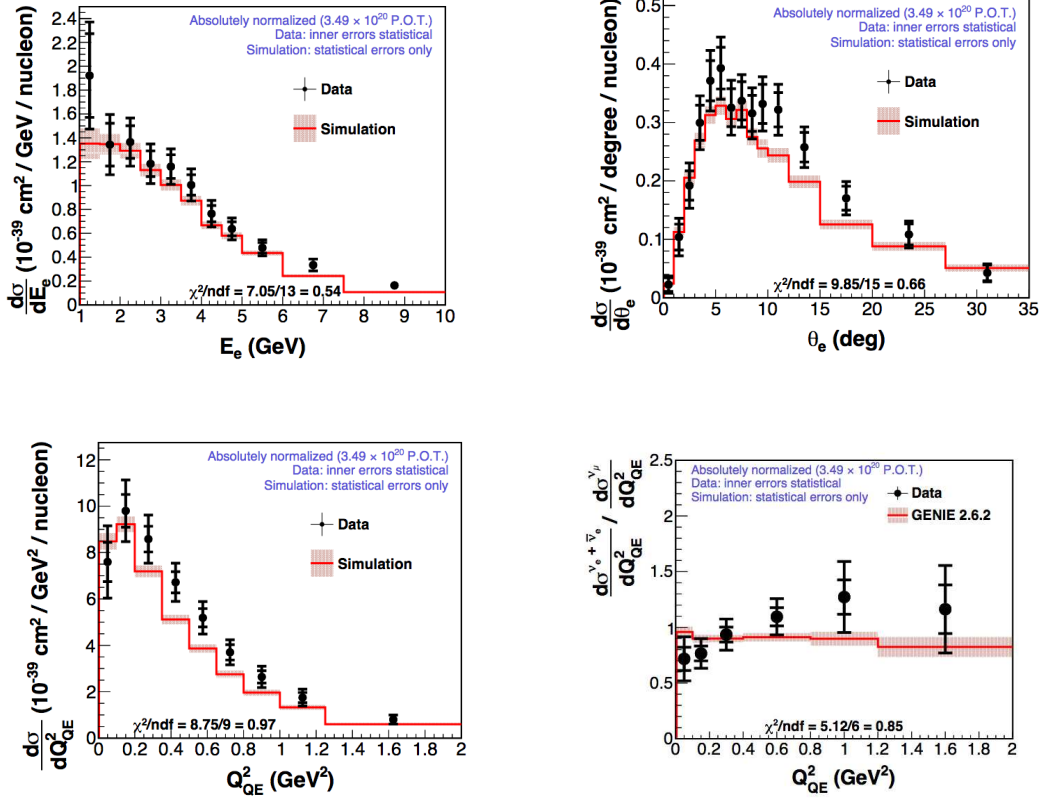 Absolutely normalized (3.49 × 10²⁰ P.O.T.)
Data: inner errors statistical
Simulation: statistical errors only
Data
Simulation
dσ/dE_e (10⁻³⁹ cm² / GeV / nucleon)
2.4
2.2
2
1.8
1.6
1.4
1.2
1
0.8
0.6
0.4
0.2
0
χ²/ndf = 7.05/13 = 0.54
1 2 3 4 5 6 7 8 9 10
E_e (GeV)
Absolutely normalized (3.49 × 10²⁰ P.O.T.)
Data: inner errors statistical
Simulation: statistical errors only
Data
Simulation
dσ/dθ_e (10⁻³⁹ cm² / degree / nucleon)
0.5
0.4
0.3
0.2
0.1
0
χ²/ndf = 9.85/15 = 0.66
0 5 10 15 20 25 30 35
θ_e (deg)
Absolutely normalized (3.49 × 10²⁰ P.O.T.)
Data: inner errors statistical
Simulation: statistical errors only
Data
Simulation
dσ/dQ²_QE (10⁻³⁹ cm² / GeV² / nucleon)
12
10
8
6
4
2
0
χ²/ndf = 8.75/9 = 0.97
0 0.2 0.4 0.6 0.8 1 1.2 1.4 1.6 1.8 2
Q²_QE (GeV²)
Absolutely normalized (3.49 × 10²⁰ P.O.T.)
Data: inner errors statistical
Simulation: statistical errors only
Data
GENIE 2.6.2
dσ^(ν_e + ν̄_e)/dQ²_QE / dσ^(ν_μ)/dQ²_QE
2.5
2
1.5
1
0.5
0
χ²/ndf = 5.12/6 = 0.85
0 0.2 0.4 0.6 0.8 1 1.2 1.4 1.6 1.8 2
Q²_QE (GeV²)